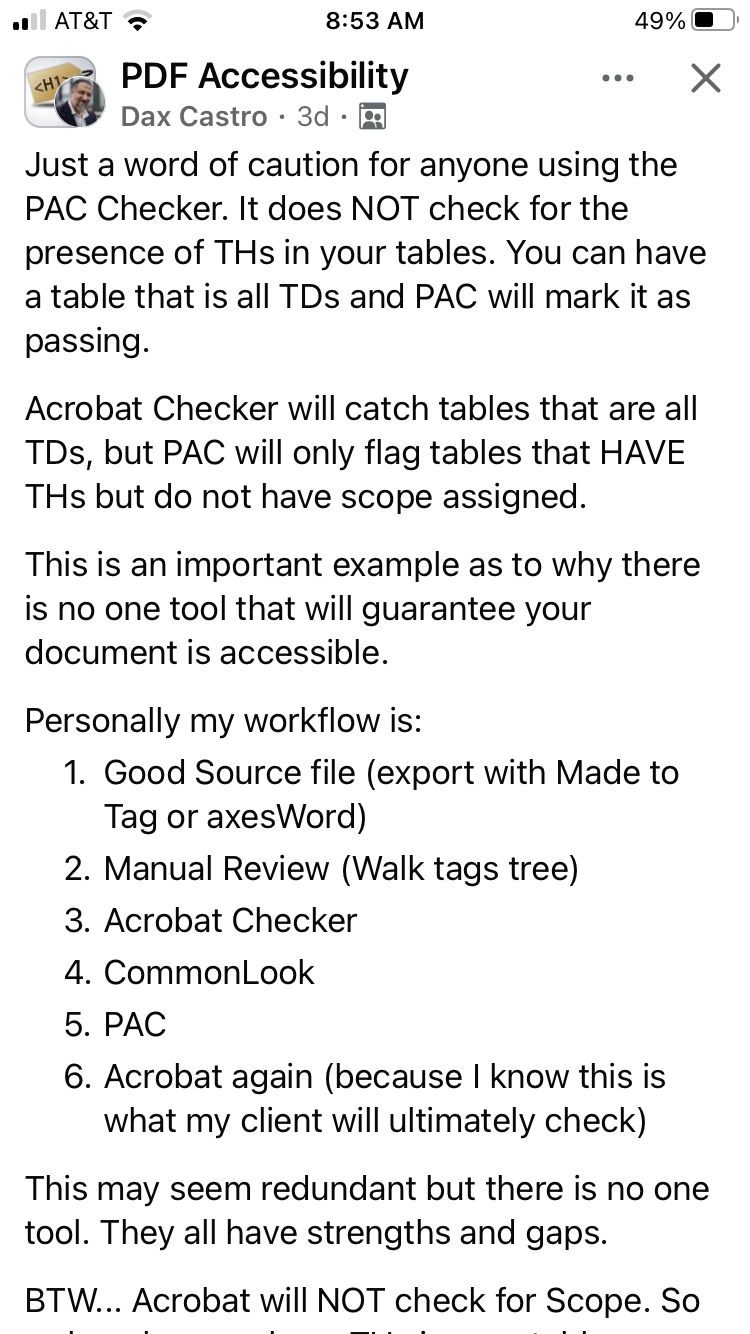 AT&T 8:53 AM 49%
<H1>
PDF Accessibility
Dax Castro · 3d ·
Just a word of caution for anyone using the
PAC Checker. It does NOT check for the
presence of THs in your tables. You can have
a table that is all TDs and PAC will mark it as
passing.
Acrobat Checker will catch tables that are all
TDs, but PAC will only flag tables that HAVE
THs but do not have scope assigned.
This is an important example as to why there
is no one tool that will guarantee your
document is accessible.
Personally my workflow is:
1. Good Source file (export with Made to
Tag or axesWord)
2. Manual Review (Walk tags tree)
3. Acrobat Checker
4. CommonLook
5. PAC
6. Acrobat again (because I know this is
what my client will ultimately check)
This may seem redundant but there is no one
tool. They all have strengths and gaps.
BTW... Acrobat will NOT check for Scope. So